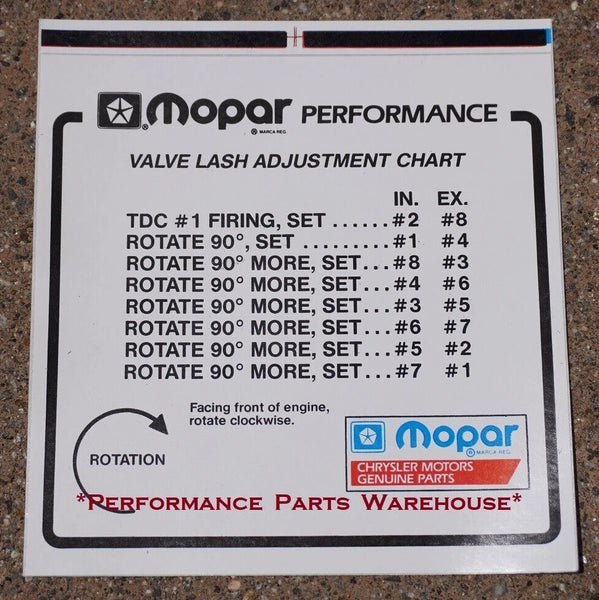 mopar PERFORMANCE
® MARCA REG
VALVE LASH ADJUSTMENT CHART
IN. EX.
TDC #1 FIRING, SET ......#2 #8
ROTATE 90°, SET .........#1 #4
ROTATE 90° MORE, SET...#8 #3
ROTATE 90° MORE, SET...#4 #6
ROTATE 90° MORE, SET...#3 #5
ROTATE 90° MORE, SET...#6 #7
ROTATE 90° MORE, SET...#5 #2
ROTATE 90° MORE, SET...#7 #1
Facing front of engine,
rotate clockwise.
ROTATION
mopar
® MARCA REG
CHRYSLER MOTORS
GENUINE PARTS
*Performance Parts Warehouse*